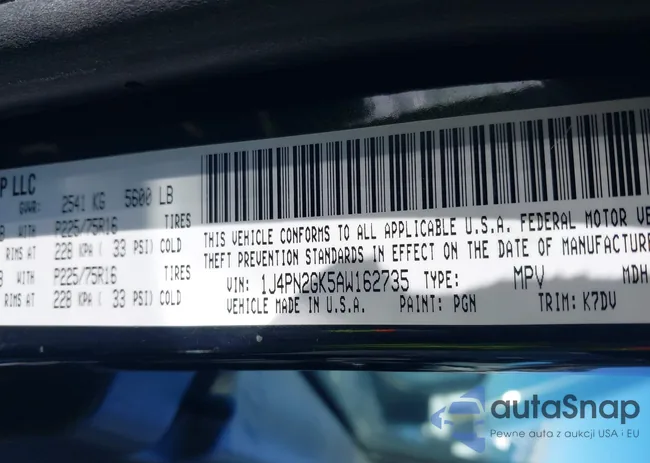 P LLC
GVWR: 2541 KG 5600 LB
B WITH P225/75R16 TIRES
RIMS AT 228 KPA ( 33 PSI) COLD
B WITH P225/75R16 TIRES
RIMS AT 228 KPA ( 33 PSI) COLD
THIS VEHICLE CONFORMS TO ALL APPLICABLE U.S.A. FEDERAL MOTOR VE
THEFT PREVENTION STANDARDS IN EFFECT ON THE DATE OF MANUFACTURE
VIN: 1J4PN2GK5AW162735 TYPE: MPV MDH
VEHICLE MADE IN U.S.A. PAINT: PGN TRIM: K7DV
autaSnap
Pewne auta z aukcji USA i EU